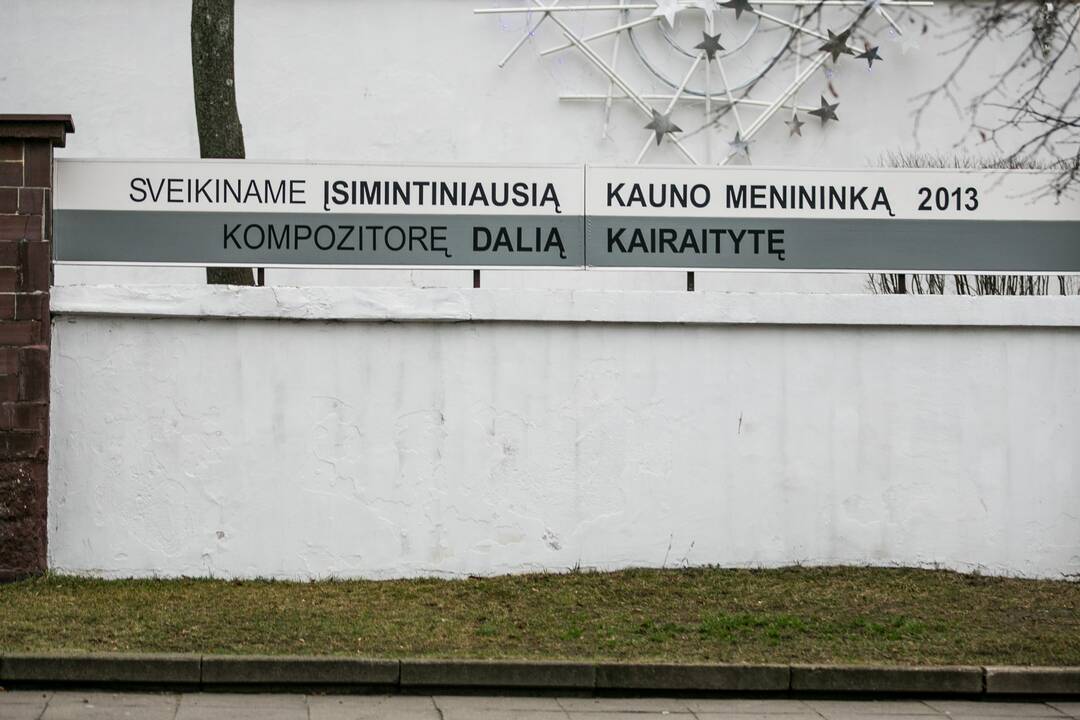 SVEIKINAME ĮSIMINTINIAUSIĄ KAUNO MENININKĄ 2013
KOMPOZITORĘ DALIĄ KAIRAITYTĘ